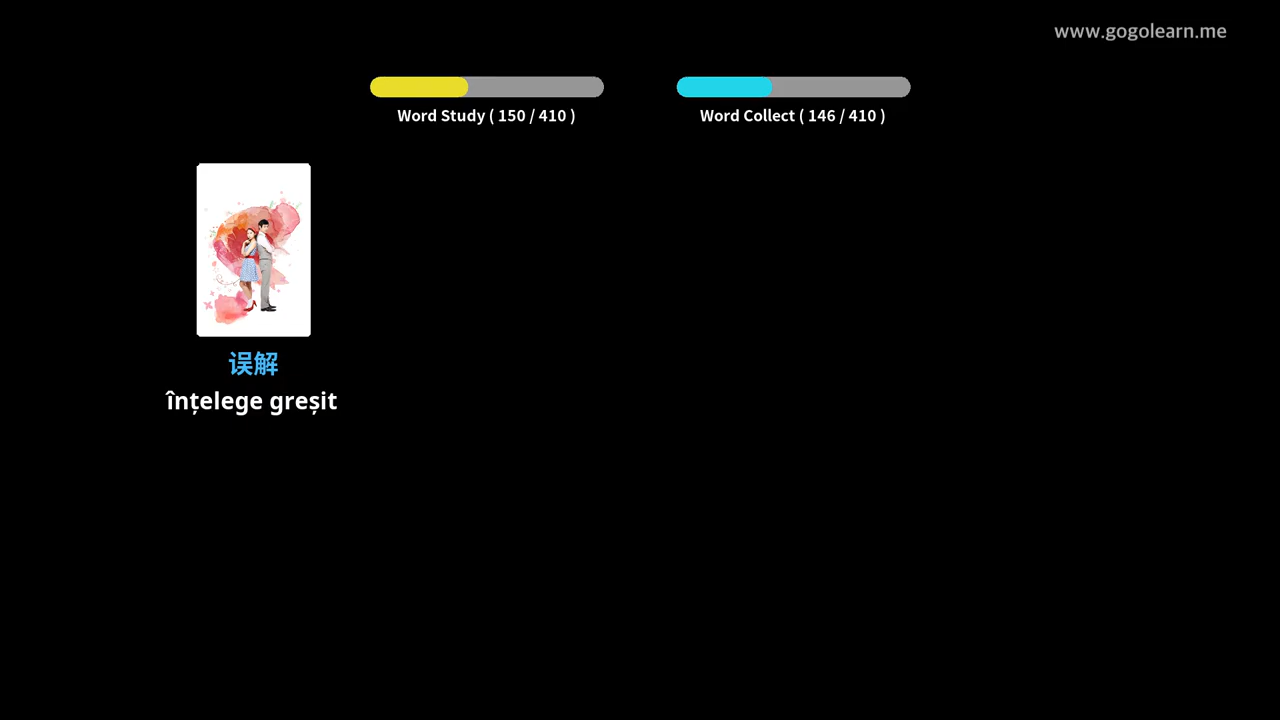 www.gogolearn.me
Word Study ( 150 / 410 )
Word Collect ( 146 / 410 )
误解
înțelege greșit